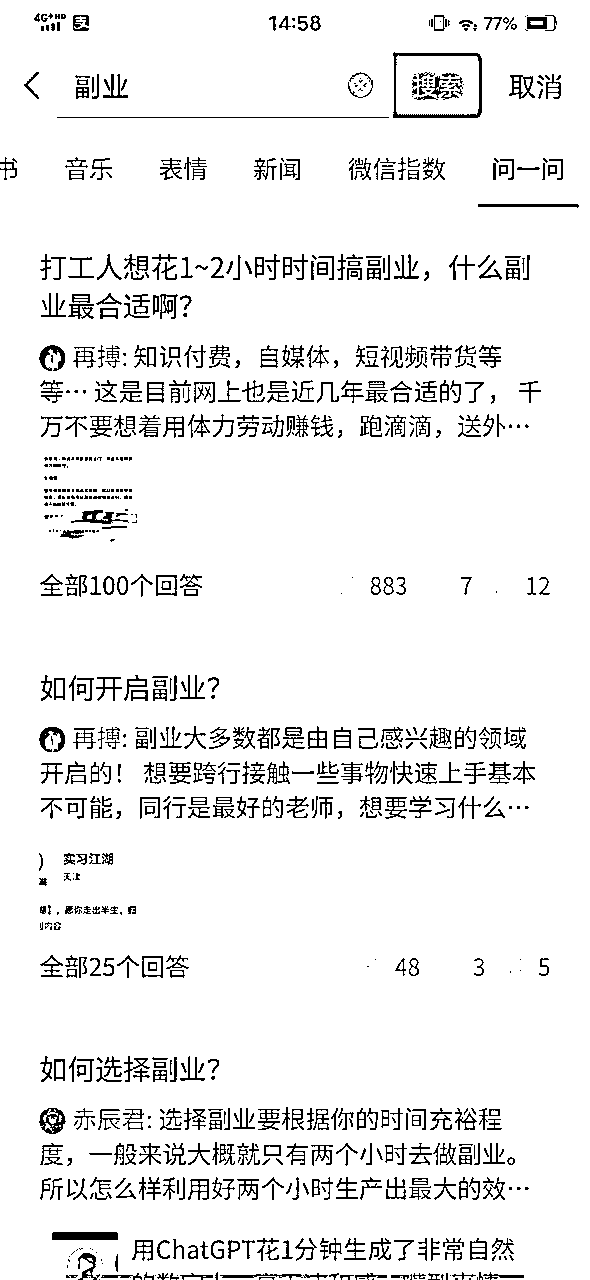 4G+HD 支 14:58 77%
副业 搜索 取消
书 音乐 表情 新闻 微信指数 问一问
打工人想花1~2小时时间搞副业，什么副
业最合适啊？
再搏: 知识付费，自媒体，短视频带货等
等… 这是目前网上也是近几年最合适的了， 千
万不要想着用体力劳动赚钱，跑滴滴，送外…
全部100个回答 883 7 12
如何开启副业？
再搏: 副业大多数都是由自己感兴趣的领域
开启的！ 想要跨行接触一些事物快速上手基本
不可能，同行是最好的老师，想要学习什么…
实习江湖
天津
，愿你走出半生，归
内容
全部25个回答 48 3 5
如何选择副业？
赤辰君: 选择副业要根据你的时间充裕程
度，一般来说大概就只有两个小时去做副业。
所以怎么样利用好两个小时生产出最大的效…
用ChatGPT花1分钟生成了非常自然